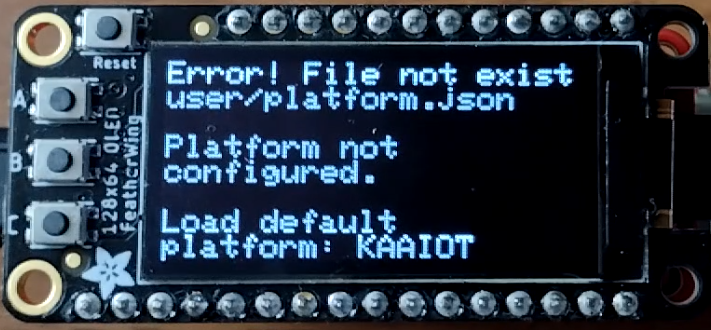 Reset
A
B
C
128x64 OLED
FeatherWing
Error! File not exist
user/platform.json
Platform not
configured.
Load default
platform: KAAIOT